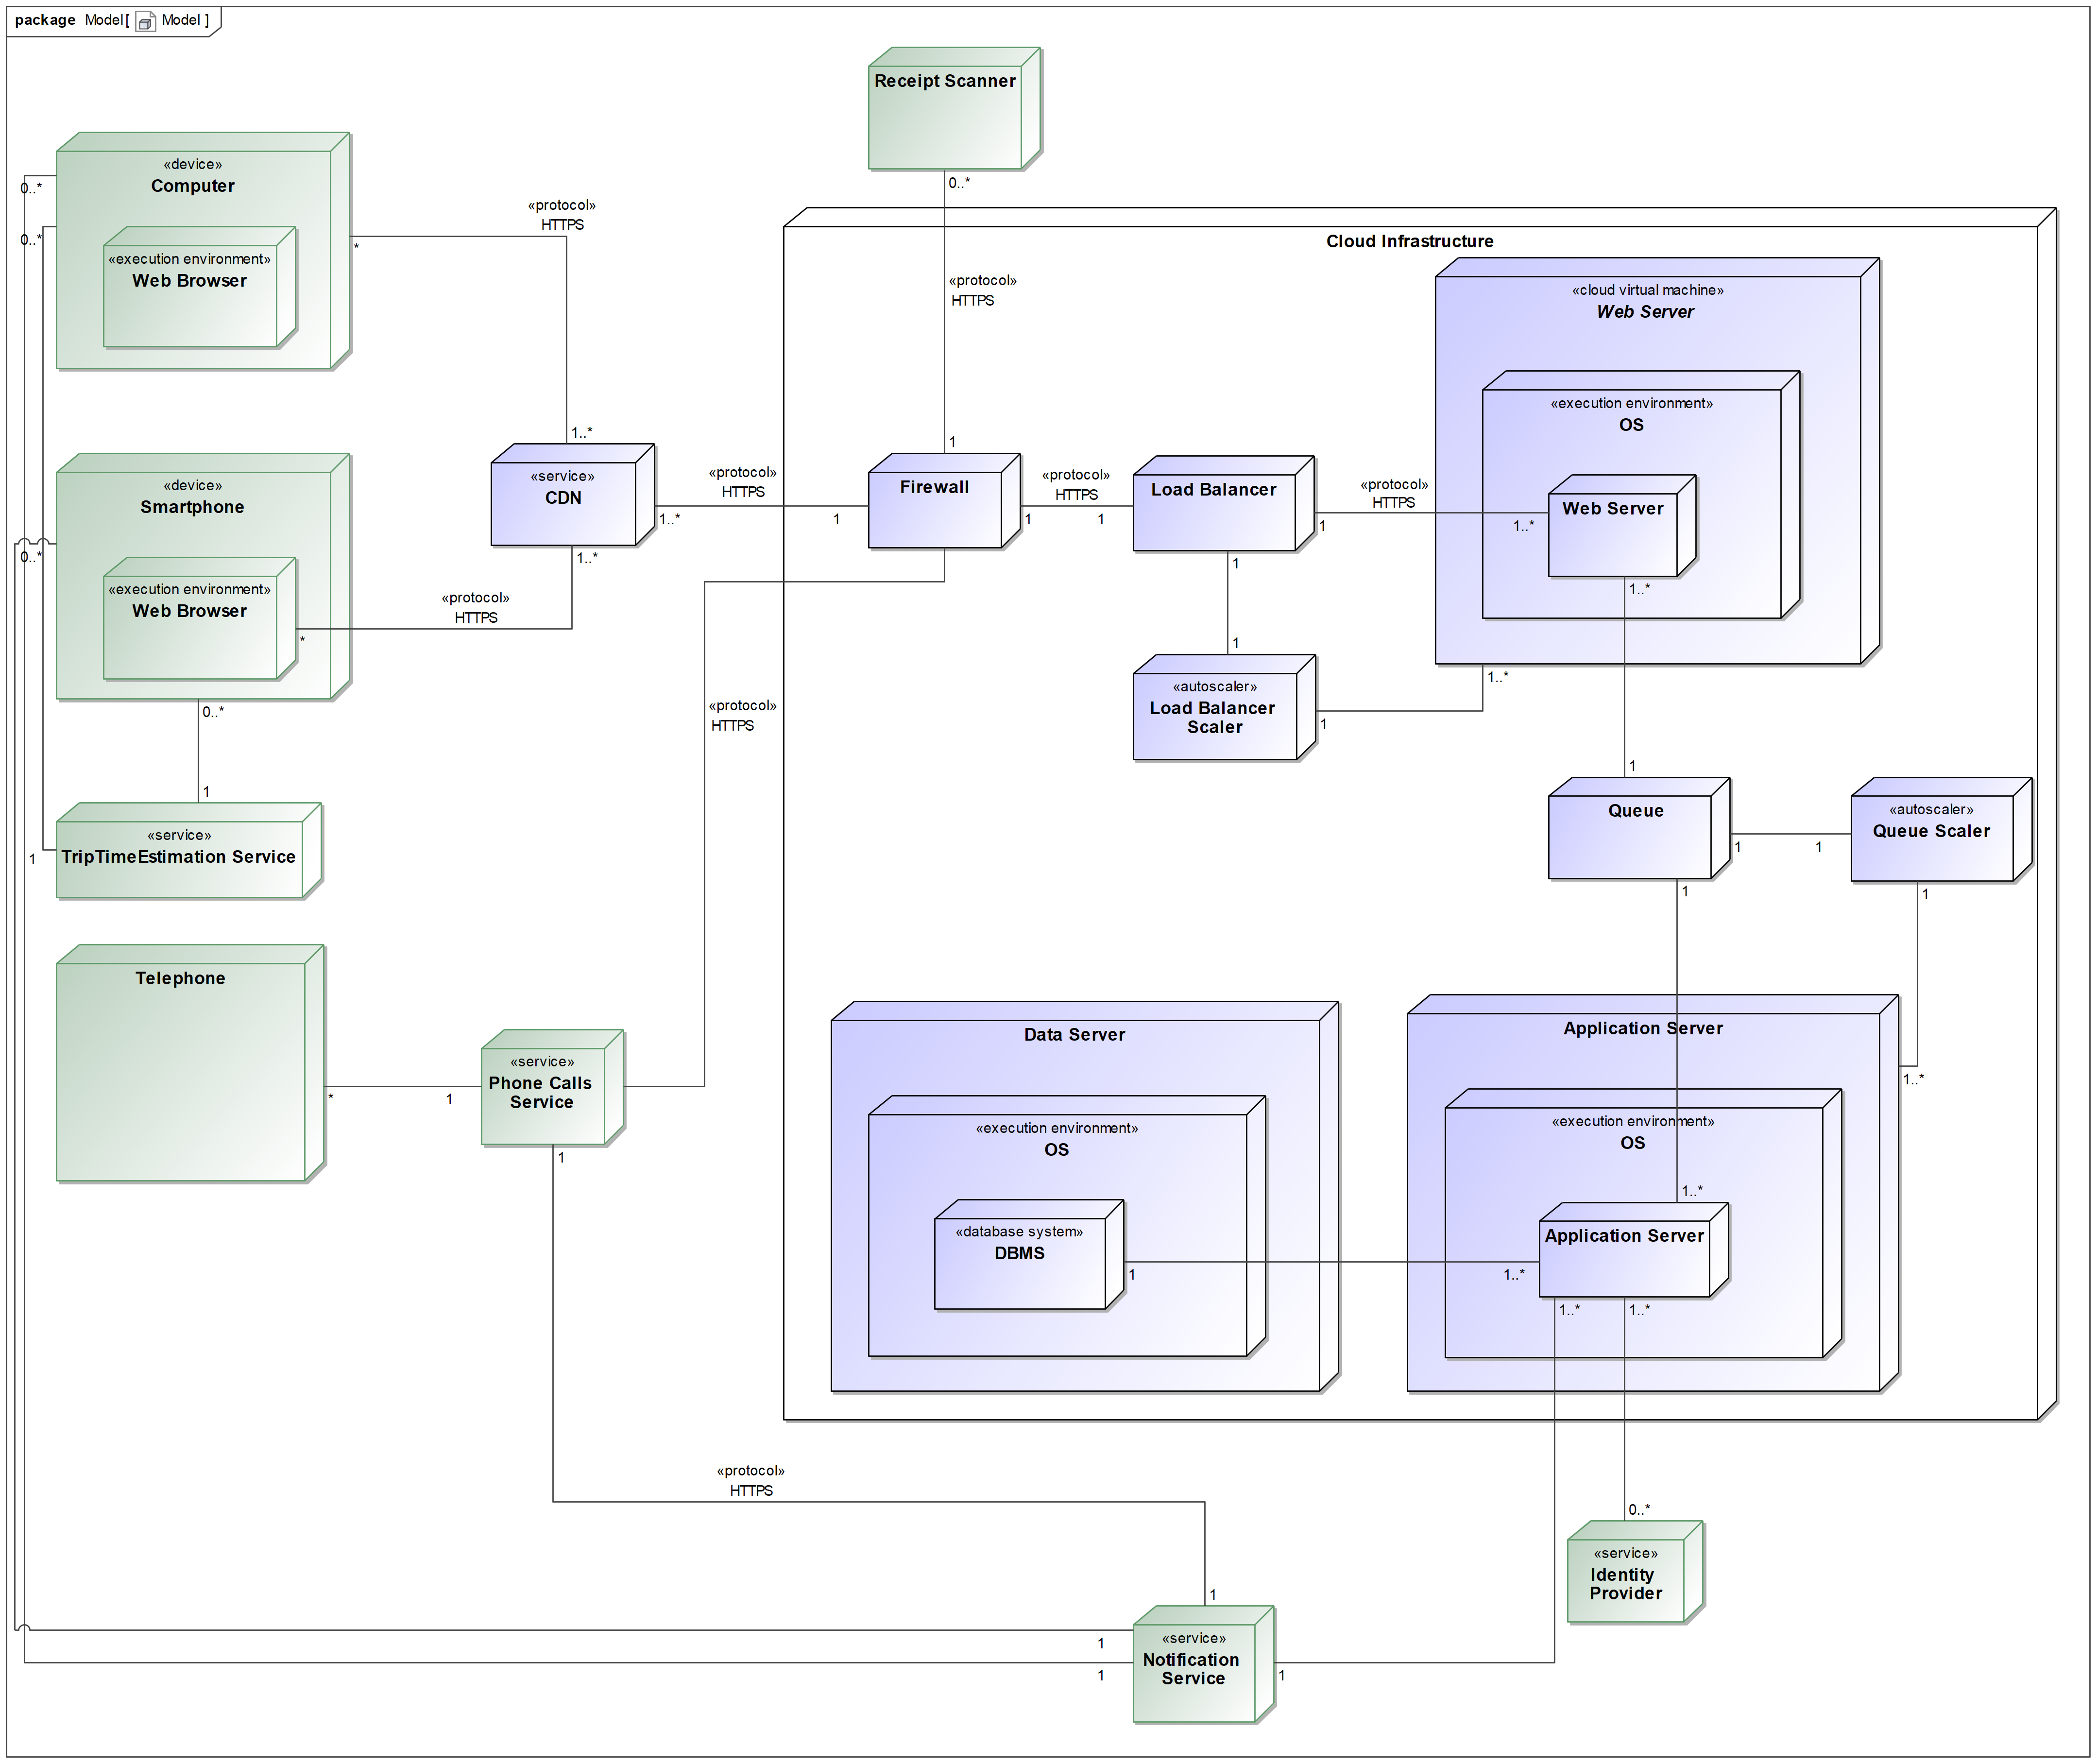 package Model[ Model ]
Receipt Scanner
0..*
«protocol»
HTTPS
1
«device»
Computer
«execution environment»
Web Browser
0..*
0..*
*
«protocol»
HTTPS
1..*
«device»
Smartphone
«execution environment»
Web Browser
0..*
*
«protocol»
HTTPS
1..*
«service»
CDN
1..*
«protocol»
HTTPS
1
0..*
1
«service»
TripTimeEstimation Service
1
Telephone
*
1
«service»
Phone Calls
Service
1
«protocol»
HTTPS
Cloud Infrastructure
Firewall
1
«protocol»
HTTPS
1
Load Balancer
1
«protocol»
HTTPS
1..*
1
1
«autoscaler»
Load Balancer
Scaler
1
1..*
«cloud virtual machine»
Web Server
«execution environment»
OS
Web Server
1..*
1
Queue
1
1
«autoscaler»
Queue Scaler
1
1
1..*
Data Server
«execution environment»
OS
«database system»
DBMS
1
1..*
Application Server
«execution environment»
OS
1..*
Application Server
1..*
1..*
«protocol»
HTTPS
0..*
«service»
Identity
Provider
1
1
1
«service»
Notification
Service
1